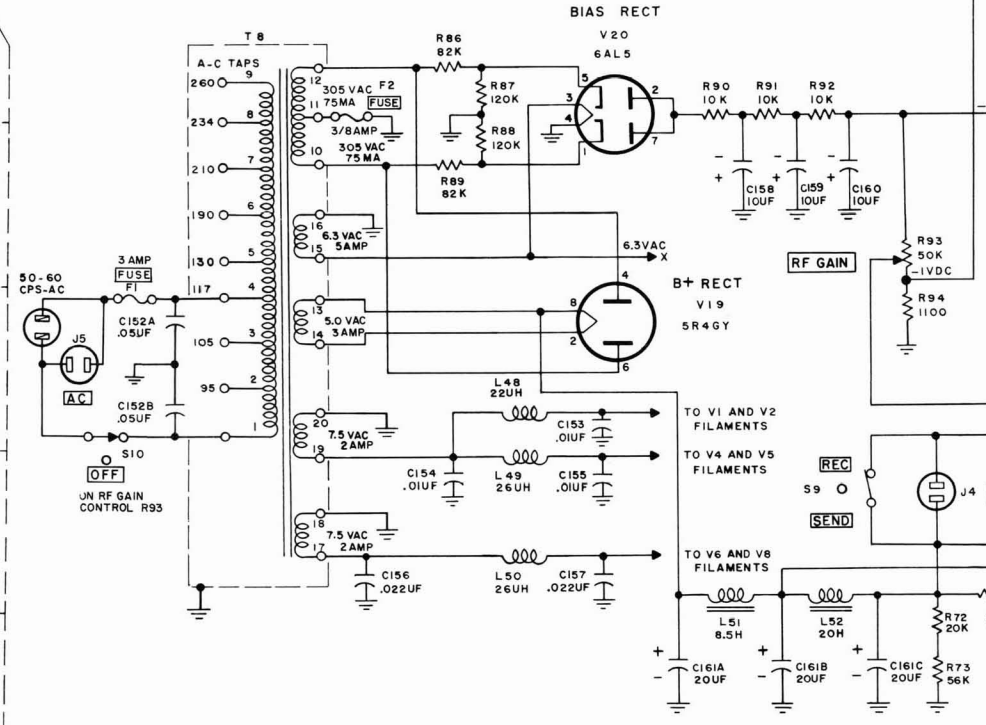 BIAS RECT
V20
6AL5
T8
A-C TAPS
9
260
8
234
7
210
6
190
5
130
4
117
3
105
2
95
1
12
11
10
305 VAC
75MA
F2
FUSE
3/8AMP
305 VAC
75 MA
R86
82K
R87
120K
R88
120K
R89
82K
5
3
4
1
2
7
R90
10K
R91
10K
R92
10K
-
+
C158
10UF
-
+
C159
10UF
-
+
C160
10UF
RF GAIN
R93
50K
-1VDC
R94
1100
16
15
6.3 VAC
5AMP
6.3VAC
X
B+ RECT
V19
5R4GY
4
8
2
6
13
14
5.0 VAC
3AMP
50-60
CPS-AC
3 AMP
FUSE
F1
C152A
.05UF
J5
AC
C152B
.05UF
S10
OFF
ON RF GAIN
CONTROL R93
20
19
7.5 VAC
2AMP
L48
22UH
C153
.01UF
TO V1 AND V2
FILAMENTS
C154
.01UF
L49
26UH
C155
.01UF
TO V4 AND V5
FILAMENTS
18
17
7.5 VAC
2AMP
C156
.022UF
L50
26UH
C157
.022UF
TO V6 AND V8
FILAMENTS
REC
S9
SEND
J4
L51
8.5H
L52
20H
R72
20K
R73
56K
+
-
C161A
20UF
+
-
C161B
20UF
+
-
C161C
20UF